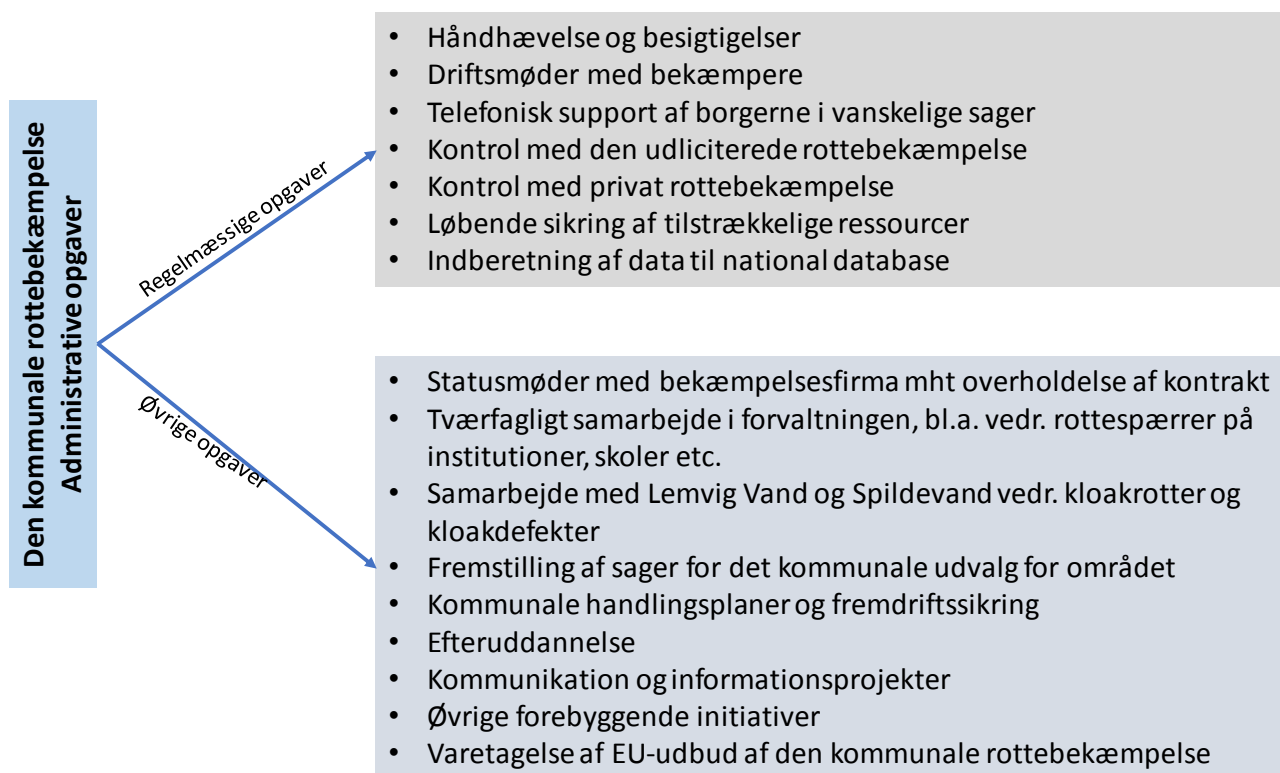 Den kommunale rottebekæmpelse
Administrative opgaver
Regelmæssige opgaver
• Håndhævelse og besigtigelser
• Driftsmøder med bekæmpere
• Telefonisk support af borgerne i vanskelige sager
• Kontrol med den udliciterede rottebekæmpelse
• Kontrol med privat rottebekæmpelse
• Løbende sikring af tilstrækkelige ressourcer
• Indberetning af data til national database
Øvrige opgaver
• Statusmøder med bekæmpelsesfirma mht overholdelse af kontrakt
• Tværfagligt samarbejde i forvaltningen, bl.a. vedr. rottespærrer på
institutioner, skoler etc.
• Samarbejde med Lemvig Vand og Spildevand vedr. kloakrotter og
kloakdefekter
• Fremstilling af sager for det kommunale udvalg for området
• Kommunale handlingsplaner og fremdriftssikring
• Efteruddannelse
• Kommunikation og informationsprojekter
• Øvrige forebyggende initiativer
• Varetagelse af EU-udbud af den kommunale rottebekæmpelse